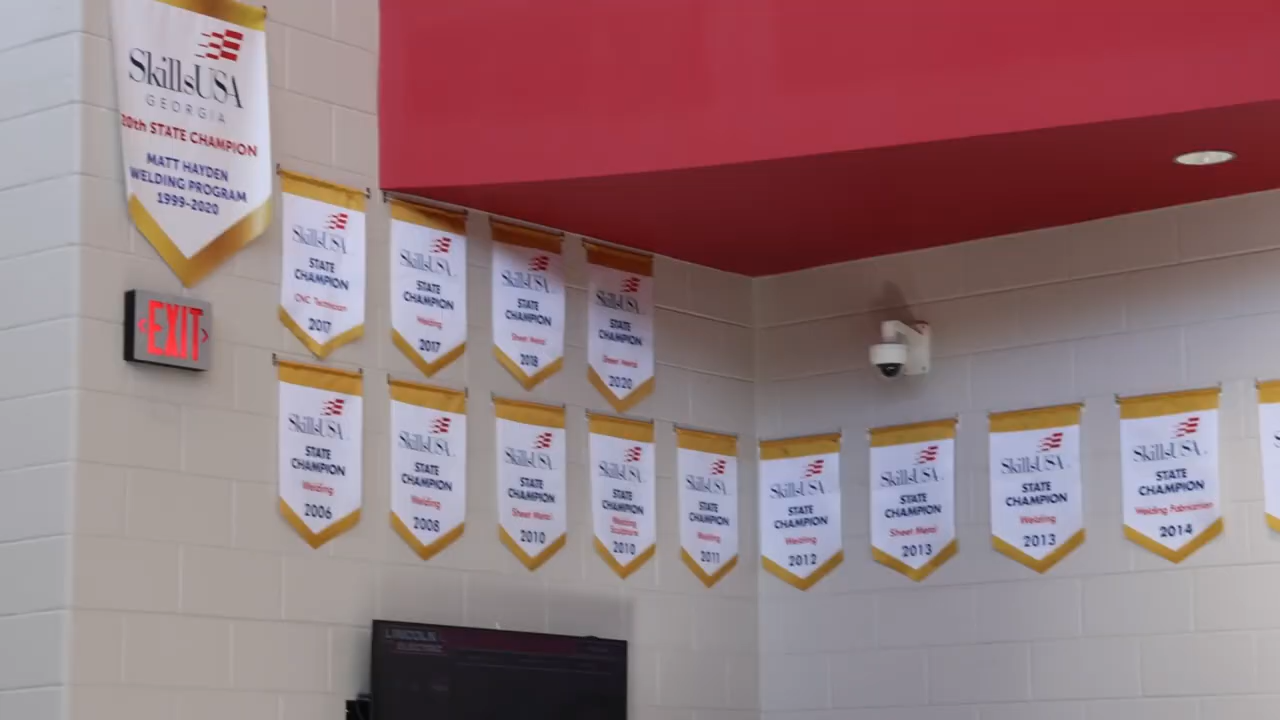 SkillsUSA
GEORGIA
20th STATE CHAMPION
MATT HAYDEN
WELDING PROGRAM
1999-2020
SkillsUSA
STATE
CHAMPION
CNC Technician
2017
SkillsUSA
STATE
CHAMPION
Welding
2017
SkillsUSA
STATE
CHAMPION
Sheet Metal
2018
SkillsUSA
STATE
CHAMPION
Sheet Metal
2020
EXIT
SkillsUSA
STATE
CHAMPION
Welding
2006
SkillsUSA
STATE
CHAMPION
Welding
2008
SkillsUSA
STATE
CHAMPION
Sheet Metal
2010
SkillsUSA
STATE
CHAMPION
Welding
Sculpture
2010
SkillsUSA
STATE
CHAMPION
Welding
2011
SkillsUSA
STATE
CHAMPION
Welding
2012
SkillsUSA
STATE
CHAMPION
Sheet Metal
2013
SkillsUSA
STATE
CHAMPION
Welding
2013
SkillsUSA
STATE
CHAMPION
Welding Fabrication
2014
LINCOLN
ELECTRIC